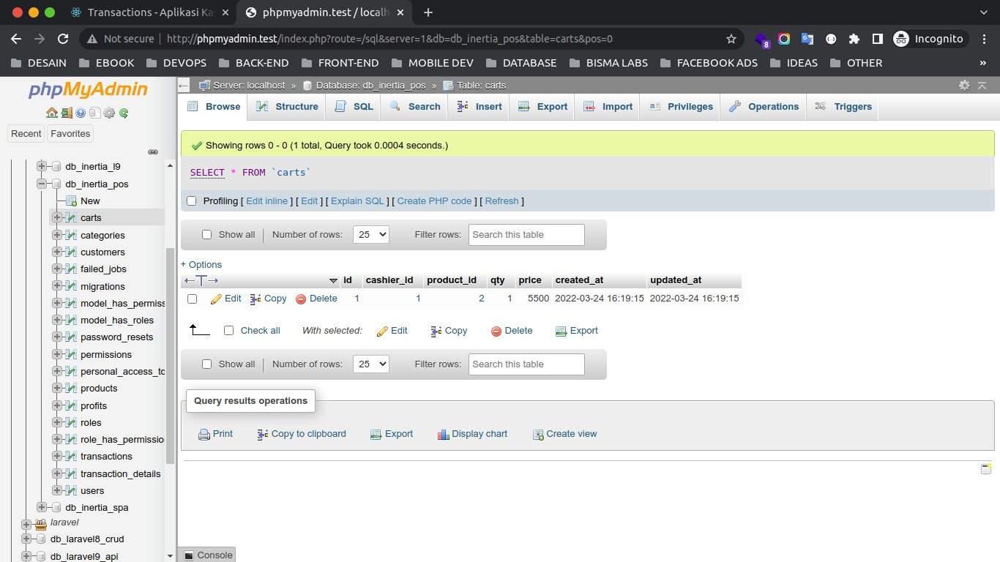 Transactions - Aplikasi Ka
phpmyadmin.test / localh
Not secure http://phpmyadmin.test/index.php?route=/sql&server=1&db=db_inertia_pos&table=carts&pos=0
8
Incognito
DESAIN EBOOK DEVOPS BACK-END FRONT-END MOBILE DEV DATABASE BISMA LABS FACEBOOK ADS IDEAS OTHER »
phpMyAdmin
Recent Favorites
db_inertia_l9
db_inertia_pos
New
carts
categories
customers
failed_jobs
migrations
model_has_permiss
model_has_roles
password_resets
permissions
personal_access_to
products
profits
roles
role_has_permissio
transactions
transaction_details
users
db_inertia_spa
laravel
db_laravel8_crud
db_laravel9_api
Server: localhost » Database: db_inertia_pos » Table: carts
Browse Structure SQL Search Insert Export Import Privileges Operations Triggers
Showing rows 0 - 0 (1 total, Query took 0.0004 seconds.)
SELECT * FROM `carts`
Profiling [ Edit inline ] [ Edit ] [ Explain SQL ] [ Create PHP code ] [ Refresh ]
Show all Number of rows: 25 Filter rows: Search this table
+ Options
id cashier_id product_id qty price created_at updated_at
Edit Copy Delete 1 1 2 1 5500 2022-03-24 16:19:15 2022-03-24 16:19:15
Check all With selected: Edit Copy Delete Export
Show all Number of rows: 25 Filter rows: Search this table
Query results operations
Print Copy to clipboard Export Display chart Create view
Console